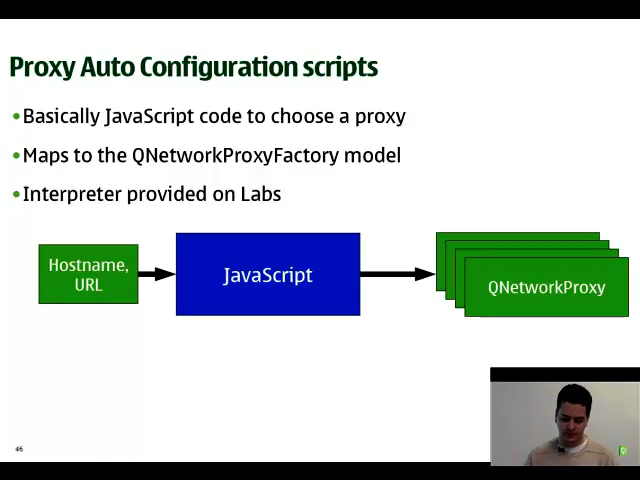 Proxy Auto Configuration scripts
•Basically JavaScript code to choose a proxy
•Maps to the QNetworkProxyFactory model
•Interpreter provided on Labs
Hostname,
URL
JavaScript
QNetworkProxy
46